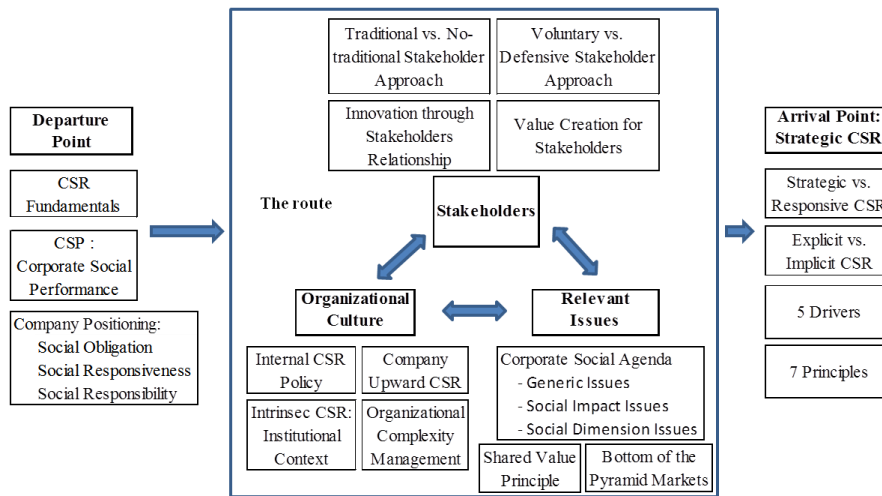 Departure
Point
CSR
Fundamentals
CSP :
Corporate Social
Performance
Company Positioning:
Social Obligation
Social Responsiveness
Social Responsibility
Traditional vs. No-
traditional Stakeholder
Approach
Voluntary vs.
Defensive Stakeholder
Approach
Innovation through
Stakeholders
Relationship
Value Creation for
Stakeholders
The route
Stakeholders
Organizational
Culture
Relevant
Issues
Internal CSR
Policy
Company
Upward CSR
Intrinsec CSR:
Institutional
Context
Organizational
Complexity
Management
Corporate Social Agenda
- Generic Issues
- Social Impact Issues
- Social Dimension Issues
Shared Value
Principle
Bottom of the
Pyramid Markets
Arrival Point:
Strategic CSR
Strategic vs.
Responsive CSR
Explicit vs.
Implicit CSR
5 Drivers
7 Principles